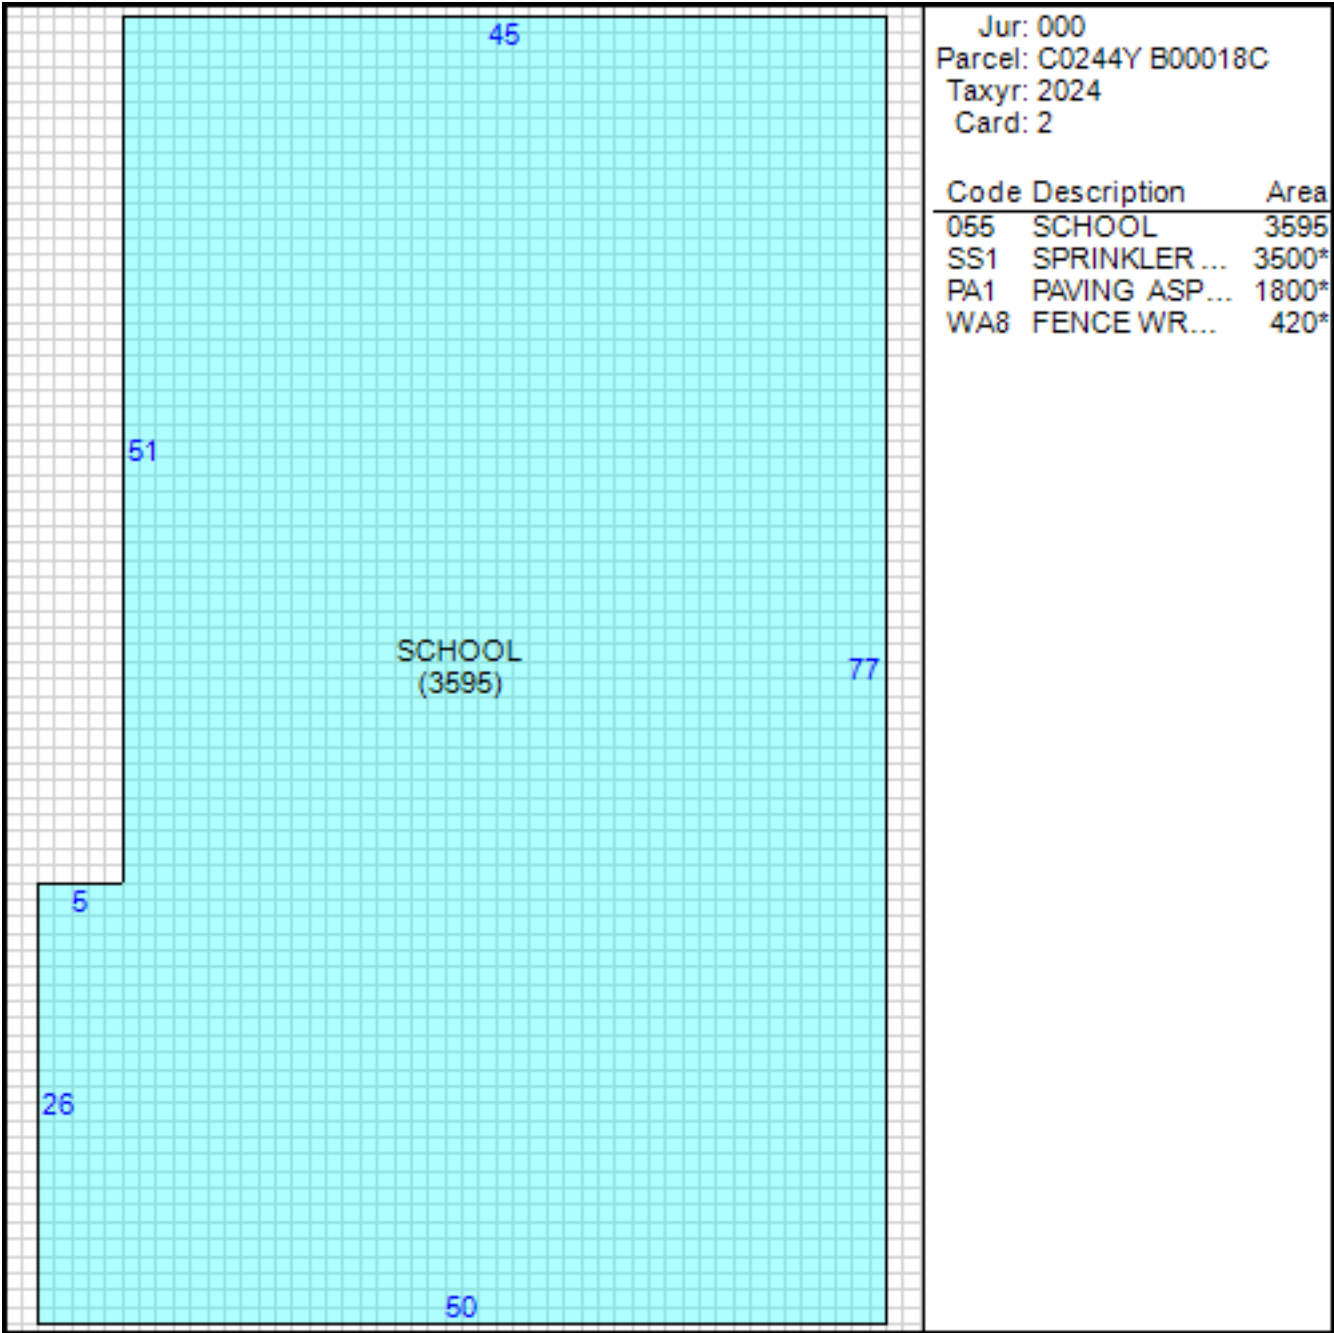 45
51
SCHOOL
(3595)
77
5
26
50
Jur: 000
Parcel: C0244Y B00018C
Taxyr: 2024
Card: 2
Code Description Area
055 SCHOOL 3595
SS1 SPRINKLER ... 3500*
PA1 PAVING ASP... 1800*
WA8 FENCE WR... 420*